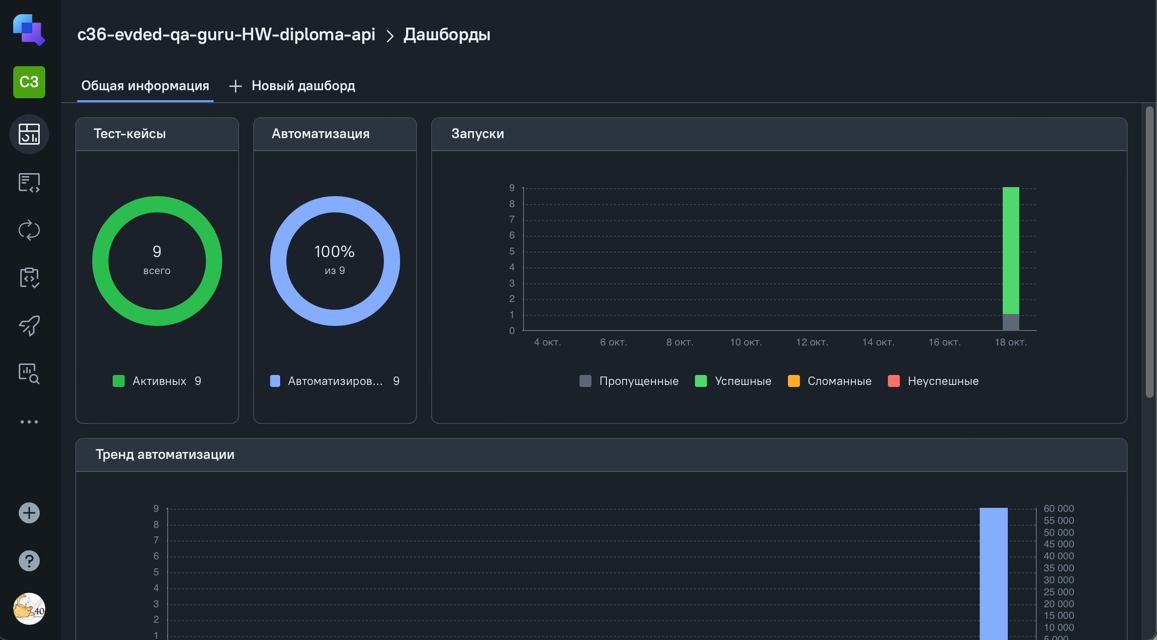 c36-evded-qa-guru-HW-diploma-api > Дашборды
C3
Общая информация + Новый дашборд
Тест-кейсы
9
всего
Активных 9
Автоматизация
100%
из 9
Автоматизиров... 9
Запуски
9
8
7
6
5
4
3
2
1
0
4 окт. 6 окт. 8 окт. 10 окт. 12 окт. 14 окт. 16 окт. 18 окт.
Пропущенные Успешные Сломанные Неуспешные
Тренд автоматизации
9
8
7
6
5
4
3
2
1
60 000
55 000
50 000
45 000
40 000
35 000
30 000
25 000
20 000
15 000
10 000
5 000
?
40